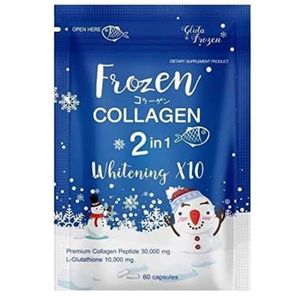 OPEN HERE
Gluta Frozen
DIETARY SUPPLEMENT PRODUCT
Frozen
コラーゲン
COLLAGEN
2 in 1
Whitening X10
Premium Collagen Peptide 30,000 mg.
L-Glutathione 10,000 mg.
60 capsules